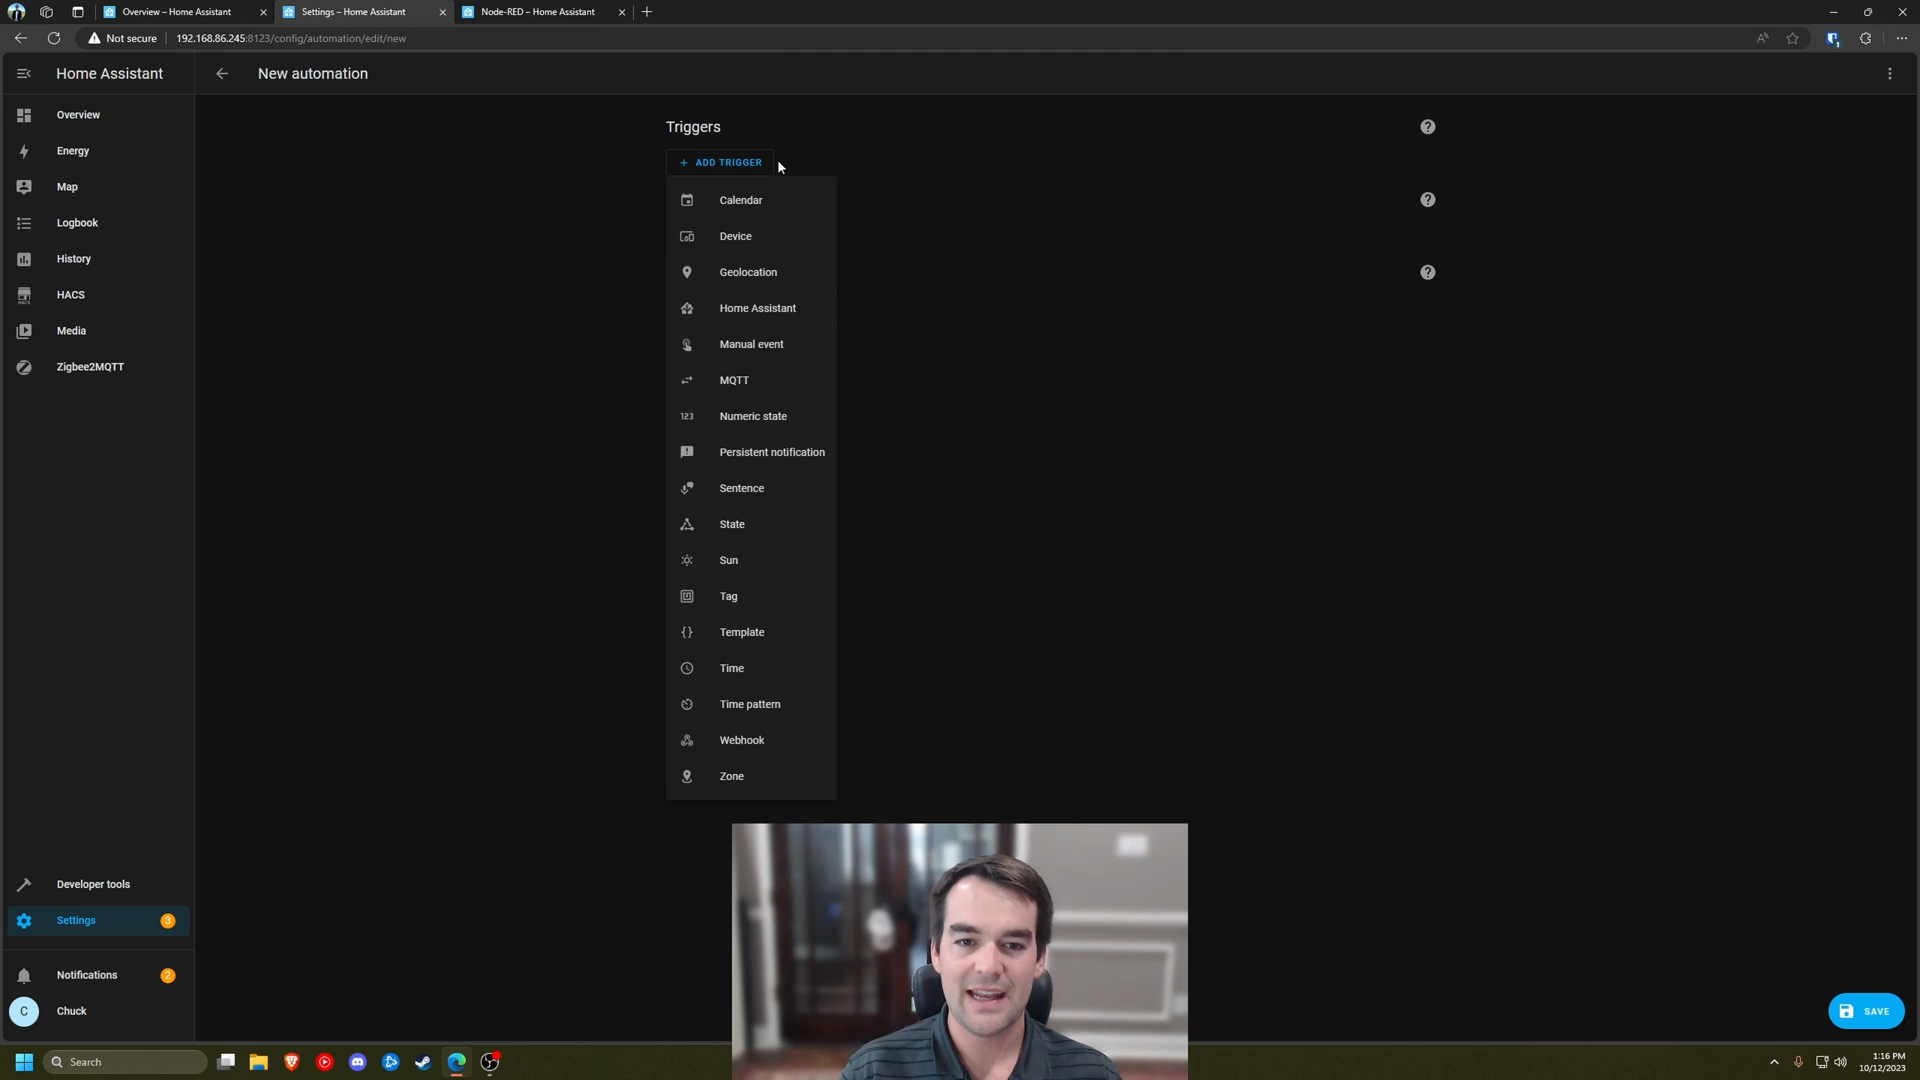 Overview – Home Assistant
Settings – Home Assistant
Node-RED – Home Assistant
Not secure
192.168.86.245:8123/config/automation/edit/new
1
Home Assistant
New automation
Overview
Energy
Map
Logbook
History
HACS
Media
Zigbee2MQTT
Developer tools
Settings 3
Notifications 2
C Chuck
Triggers
+ ADD TRIGGER
Calendar
Device
Geolocation
Home Assistant
Manual event
MQTT
123 Numeric state
Persistent notification
Sentence
State
Sun
Tag
{} Template
Time
Time pattern
Webhook
Zone
SAVE
Search
1:16 PM
10/12/2023